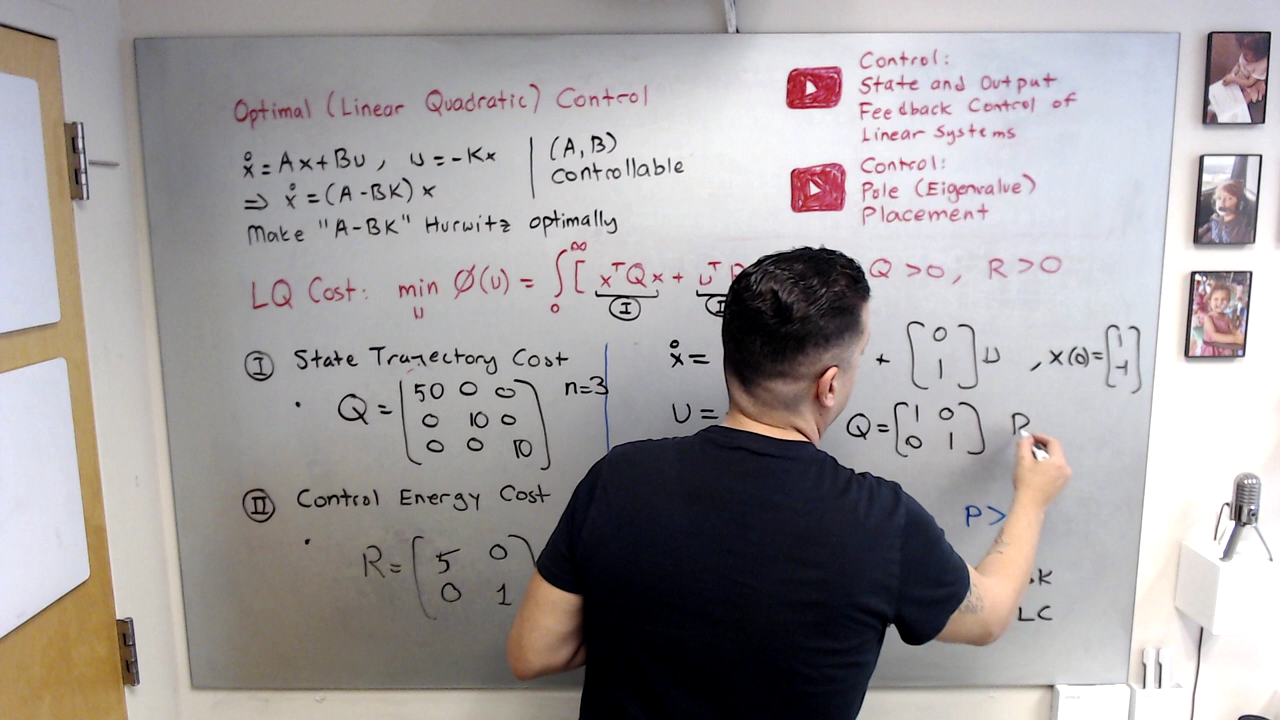 Optimal (Linear Quadratic) Control
ẋ = Ax + Bu, u = -Kx | (A, B) controllable
⇒ ẋ = (A - BK) x
Make "A-BK" Hurwitz optimally
Control:
State and Output
Feedback Control of
Linear Systems
Control:
Pole (Eigenvalue)
Placement
LQ Cost: min Ø(u) = ∫ [ xᵀQx + uᵀ
u
0
∞
Q > 0, R > 0
I
I State Trajectory Cost
Q = (50 0 0
0 10 0
0 0 10)
n=3
II Control Energy Cost
R = (5 0
0 1
ẋ =
+ [0
1] u , x(0) = [1
-1]
u =
Q = [1 0
0 1]
P >
K
LC